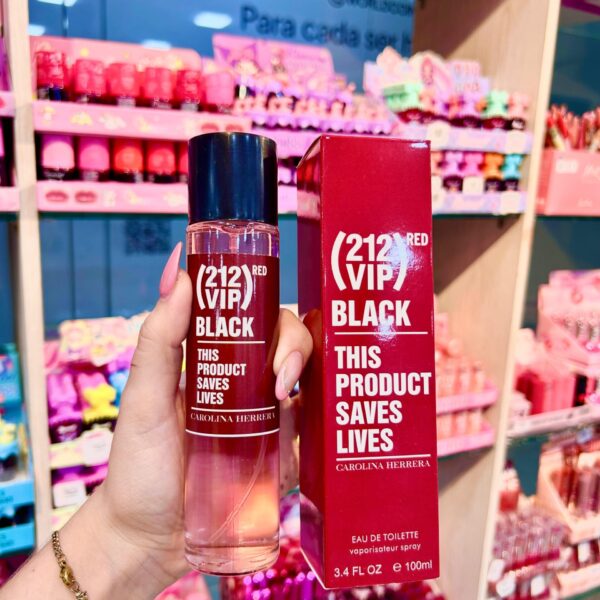 Para cada ser
(212 VIP) RED
BLACK
THIS
PRODUCT
SAVES
LIVES
CAROLINA HERRERA
(212 VIP) RED
BLACK
THIS
PRODUCT
SAVES
LIVES
CAROLINA HERRERA
EAU DE TOILETTE
vaporisateur spray
3.4 FL OZ e 100ml